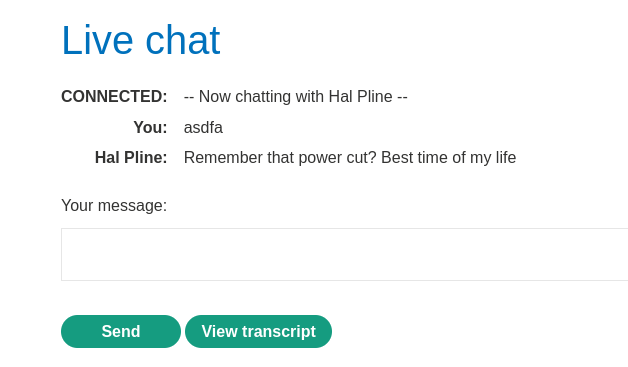 Live chat
CONNECTED: -- Now chatting with Hal Pline --
You: asdfa
Hal Pline: Remember that power cut? Best time of my life
Your message:
Send View transcript